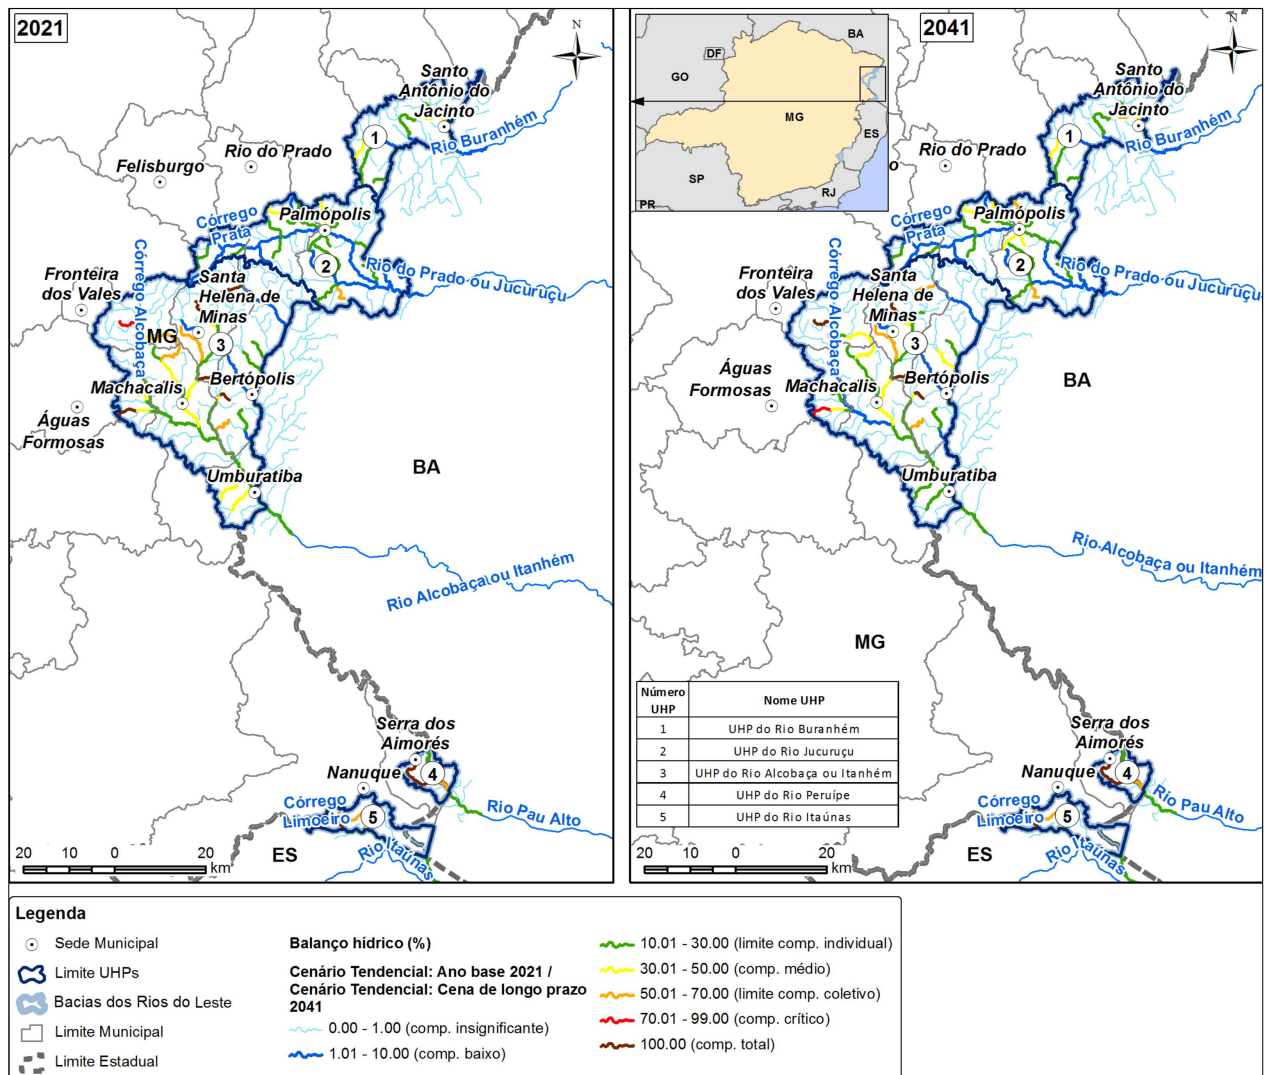 2021
N
Santo
Antônio do
Jacinto
Rio Buranhém
1
Rio do Prado
Felisburgo
Palmópolis
Córrego
Prata
2
Rio do Prado ou Jucuruçu
Córrego Alcobaça
Santa
Helena de
Minas
Fronteira
dos Vales
MG
3
Machacalis
Bertópolis
Águas
Formosas
BA
Umburatiba
Rio Alcobaça ou Itanhém
Serra dos
Aimorés
4
Nanuque
Córrego
Limoeiro
5
Rio Pau Alto
ES
Rio Itaúnas
20 10 0 20
km
2041
N
BA
DF
GO
MG
ES
SP
RJ
PR
Santo
Antônio do
Jacinto
1
Rio Buranhém
o
Rio do Prado
Palmópolis
Córrego
Prata
2
Rio do Prado ou Jucuruçu
Córrego Alcobaça
Santa
Helena de
Minas
Fronteira
dos Vales
3
Águas
Formosas
Machacalis
Bertópolis
BA
Umburatiba
Rio Alcobaça ou Itanhém
MG
Número
UHP
Nome UHP
1 UHP do Rio Buranhém
2 UHP do Rio Jucuruçu
3 UHP do Rio Alcobaça ou Itanhém
4 UHP do Rio Peruípe
5 UHP do Rio Itaúnas
Serra dos
Aimorés
4
Nanuque
Rio Pau Alto
Córrego
Limoeiro
5
ES
Rio Itaúnas
20 10 0 20
km
Legenda
Sede Municipal
Limite UHPs
Bacias dos Rios do Leste
Limite Municipal
Limite Estadual
Balanço hídrico (%)
Cenário Tendencial: Ano base 2021 /
Cenário Tendencial: Cena de longo prazo
2041
0.00 - 1.00 (comp. insignificante)
1.01 - 10.00 (comp. baixo)
10.01 - 30.00 (limite comp. individual)
30.01 - 50.00 (comp. médio)
50.01 - 70.00 (limite comp. coletivo)
70.01 - 99.00 (comp. crítico)
100.00 (comp. total)